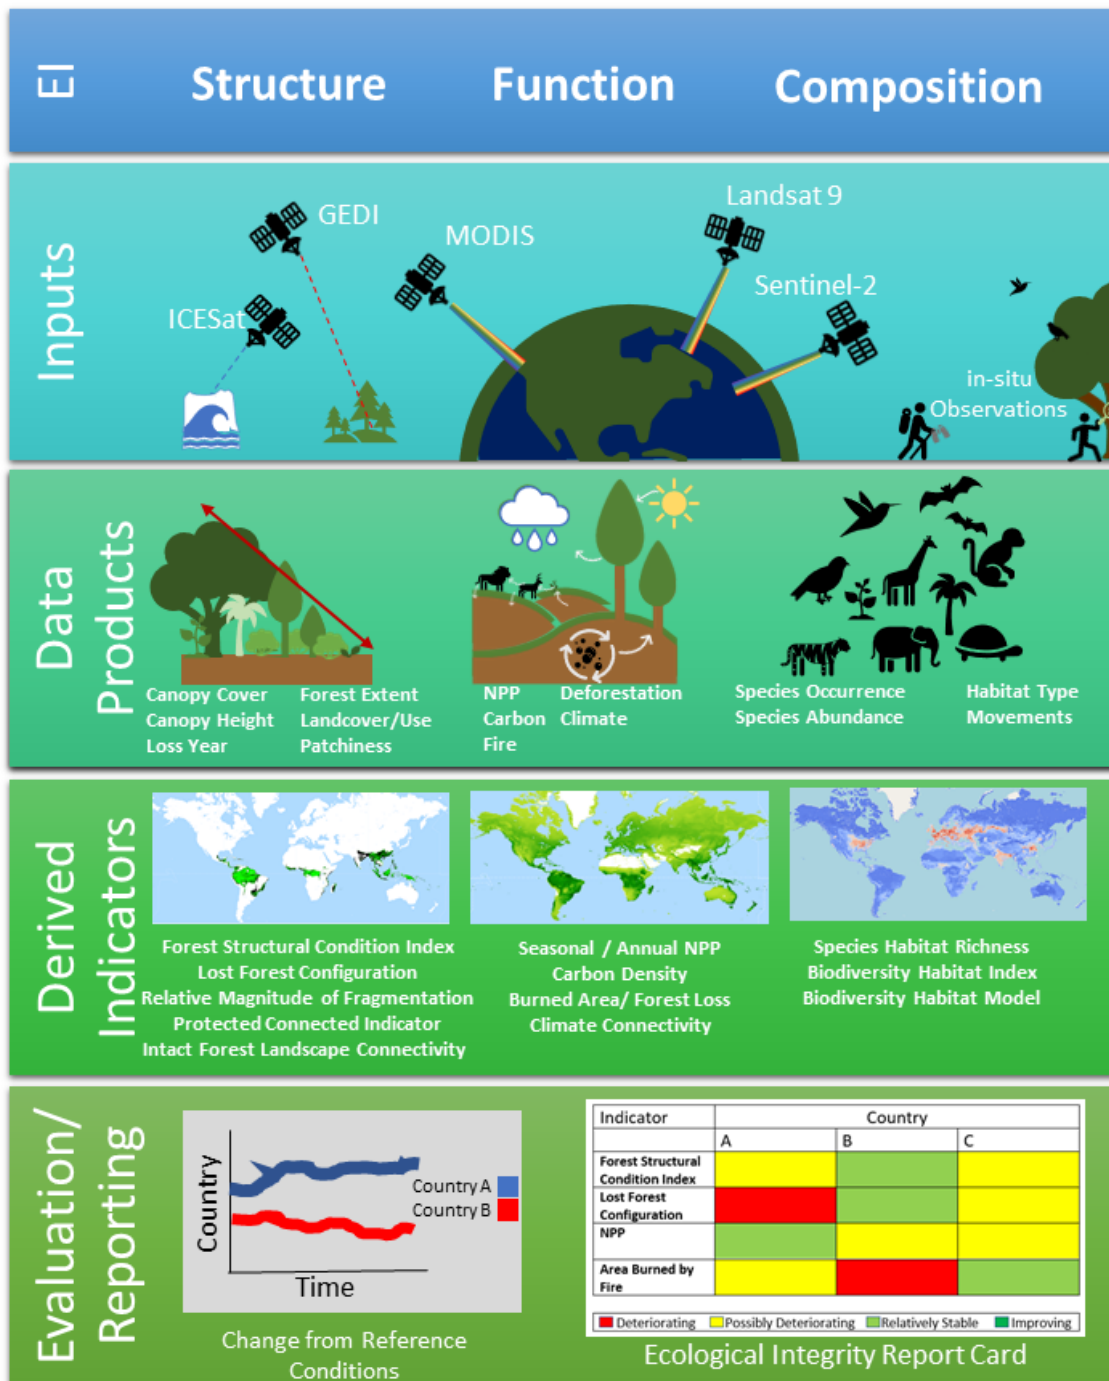 EI
Structure
Function
Composition
Inputs
GEDI
ICESat
MODIS
Landsat 9
Sentinel-2
in-situ
Observations
Data
Products
Canopy Cover
Canopy Height
Loss Year
Forest Extent
Landcover/Use
Patchiness
NPP
Carbon
Fire
Deforestation
Climate
Species Occurrence
Species Abundance
Habitat Type
Movements
Derived
Indicators
Forest Structural Condition Index
Lost Forest Configuration
Relative Magnitude of Fragmentation
Protected Connected Indicator
Intact Forest Landscape Connectivity
Seasonal / Annual NPP
Carbon Density
Burned Area/ Forest Loss
Climate Connectivity
Species Habitat Richness
Biodiversity Habitat Index
Biodiversity Habitat Model
Evaluation/
Reporting
Country
Time
Country A
Country B
Change from Reference
Conditions
Indicator
Country
A
B
C
Forest Structural
Condition Index
Lost Forest
Configuration
NPP
Area Burned by
Fire
Deteriorating
Possibly Deteriorating
Relatively Stable
Improving
Ecological Integrity Report Card